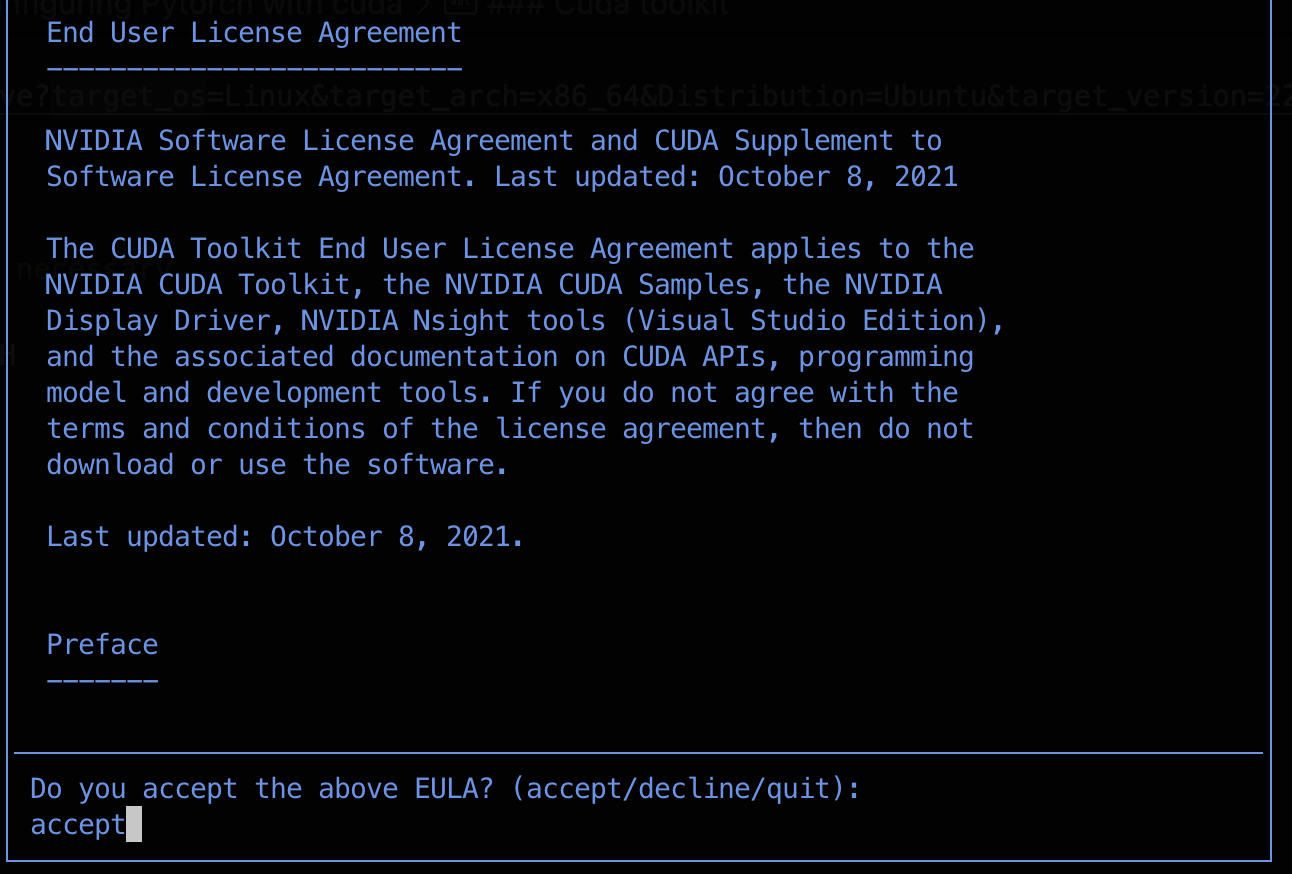 figuring Pytorch with cuda > ### Cuda toolkit
End User License Agreement
--------------------------
ve?target_os=Linux&target_arch=x86_64&Distribution=Ubuntu&target_version=22
NVIDIA Software License Agreement and CUDA Supplement to
Software License Agreement. Last updated: October 8, 2021
The CUDA Toolkit End User License Agreement applies to the
NVIDIA CUDA Toolkit, the NVIDIA CUDA Samples, the NVIDIA
Display Driver, NVIDIA Nsight tools (Visual Studio Edition),
and the associated documentation on CUDA APIs, programming
model and development tools. If you do not agree with the
terms and conditions of the license agreement, then do not
download or use the software.
Last updated: October 8, 2021.
Preface
-------
Do you accept the above EULA? (accept/decline/quit):
accept